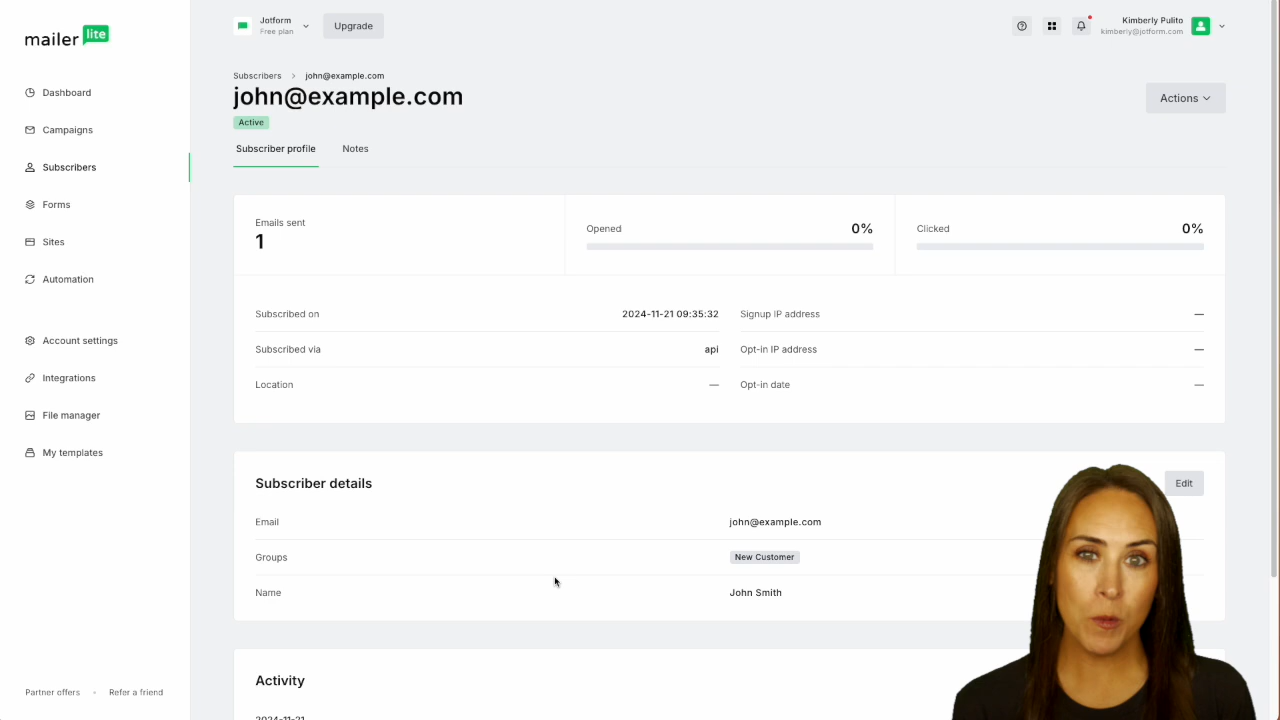 mailer lite
Jotform
Free plan
Upgrade
Kimberly Pulito
kimberly@jotform.com
Dashboard
Campaigns
Subscribers
Forms
Sites
Automation
Account settings
Integrations
File manager
My templates
Partner offers • Refer a friend
Subscribers > john@example.com
john@example.com
Actions
Active
Subscriber profile Notes
Emails sent
1
Opened 0%
Clicked 0%
Subscribed on 2024-11-21 09:35:32
Signup IP address —
Subscribed via api
Opt-in IP address —
Location —
Opt-in date —
Subscriber details
Edit
Email john@example.com
Groups New Customer
Name John Smith
Activity
2024-11-21